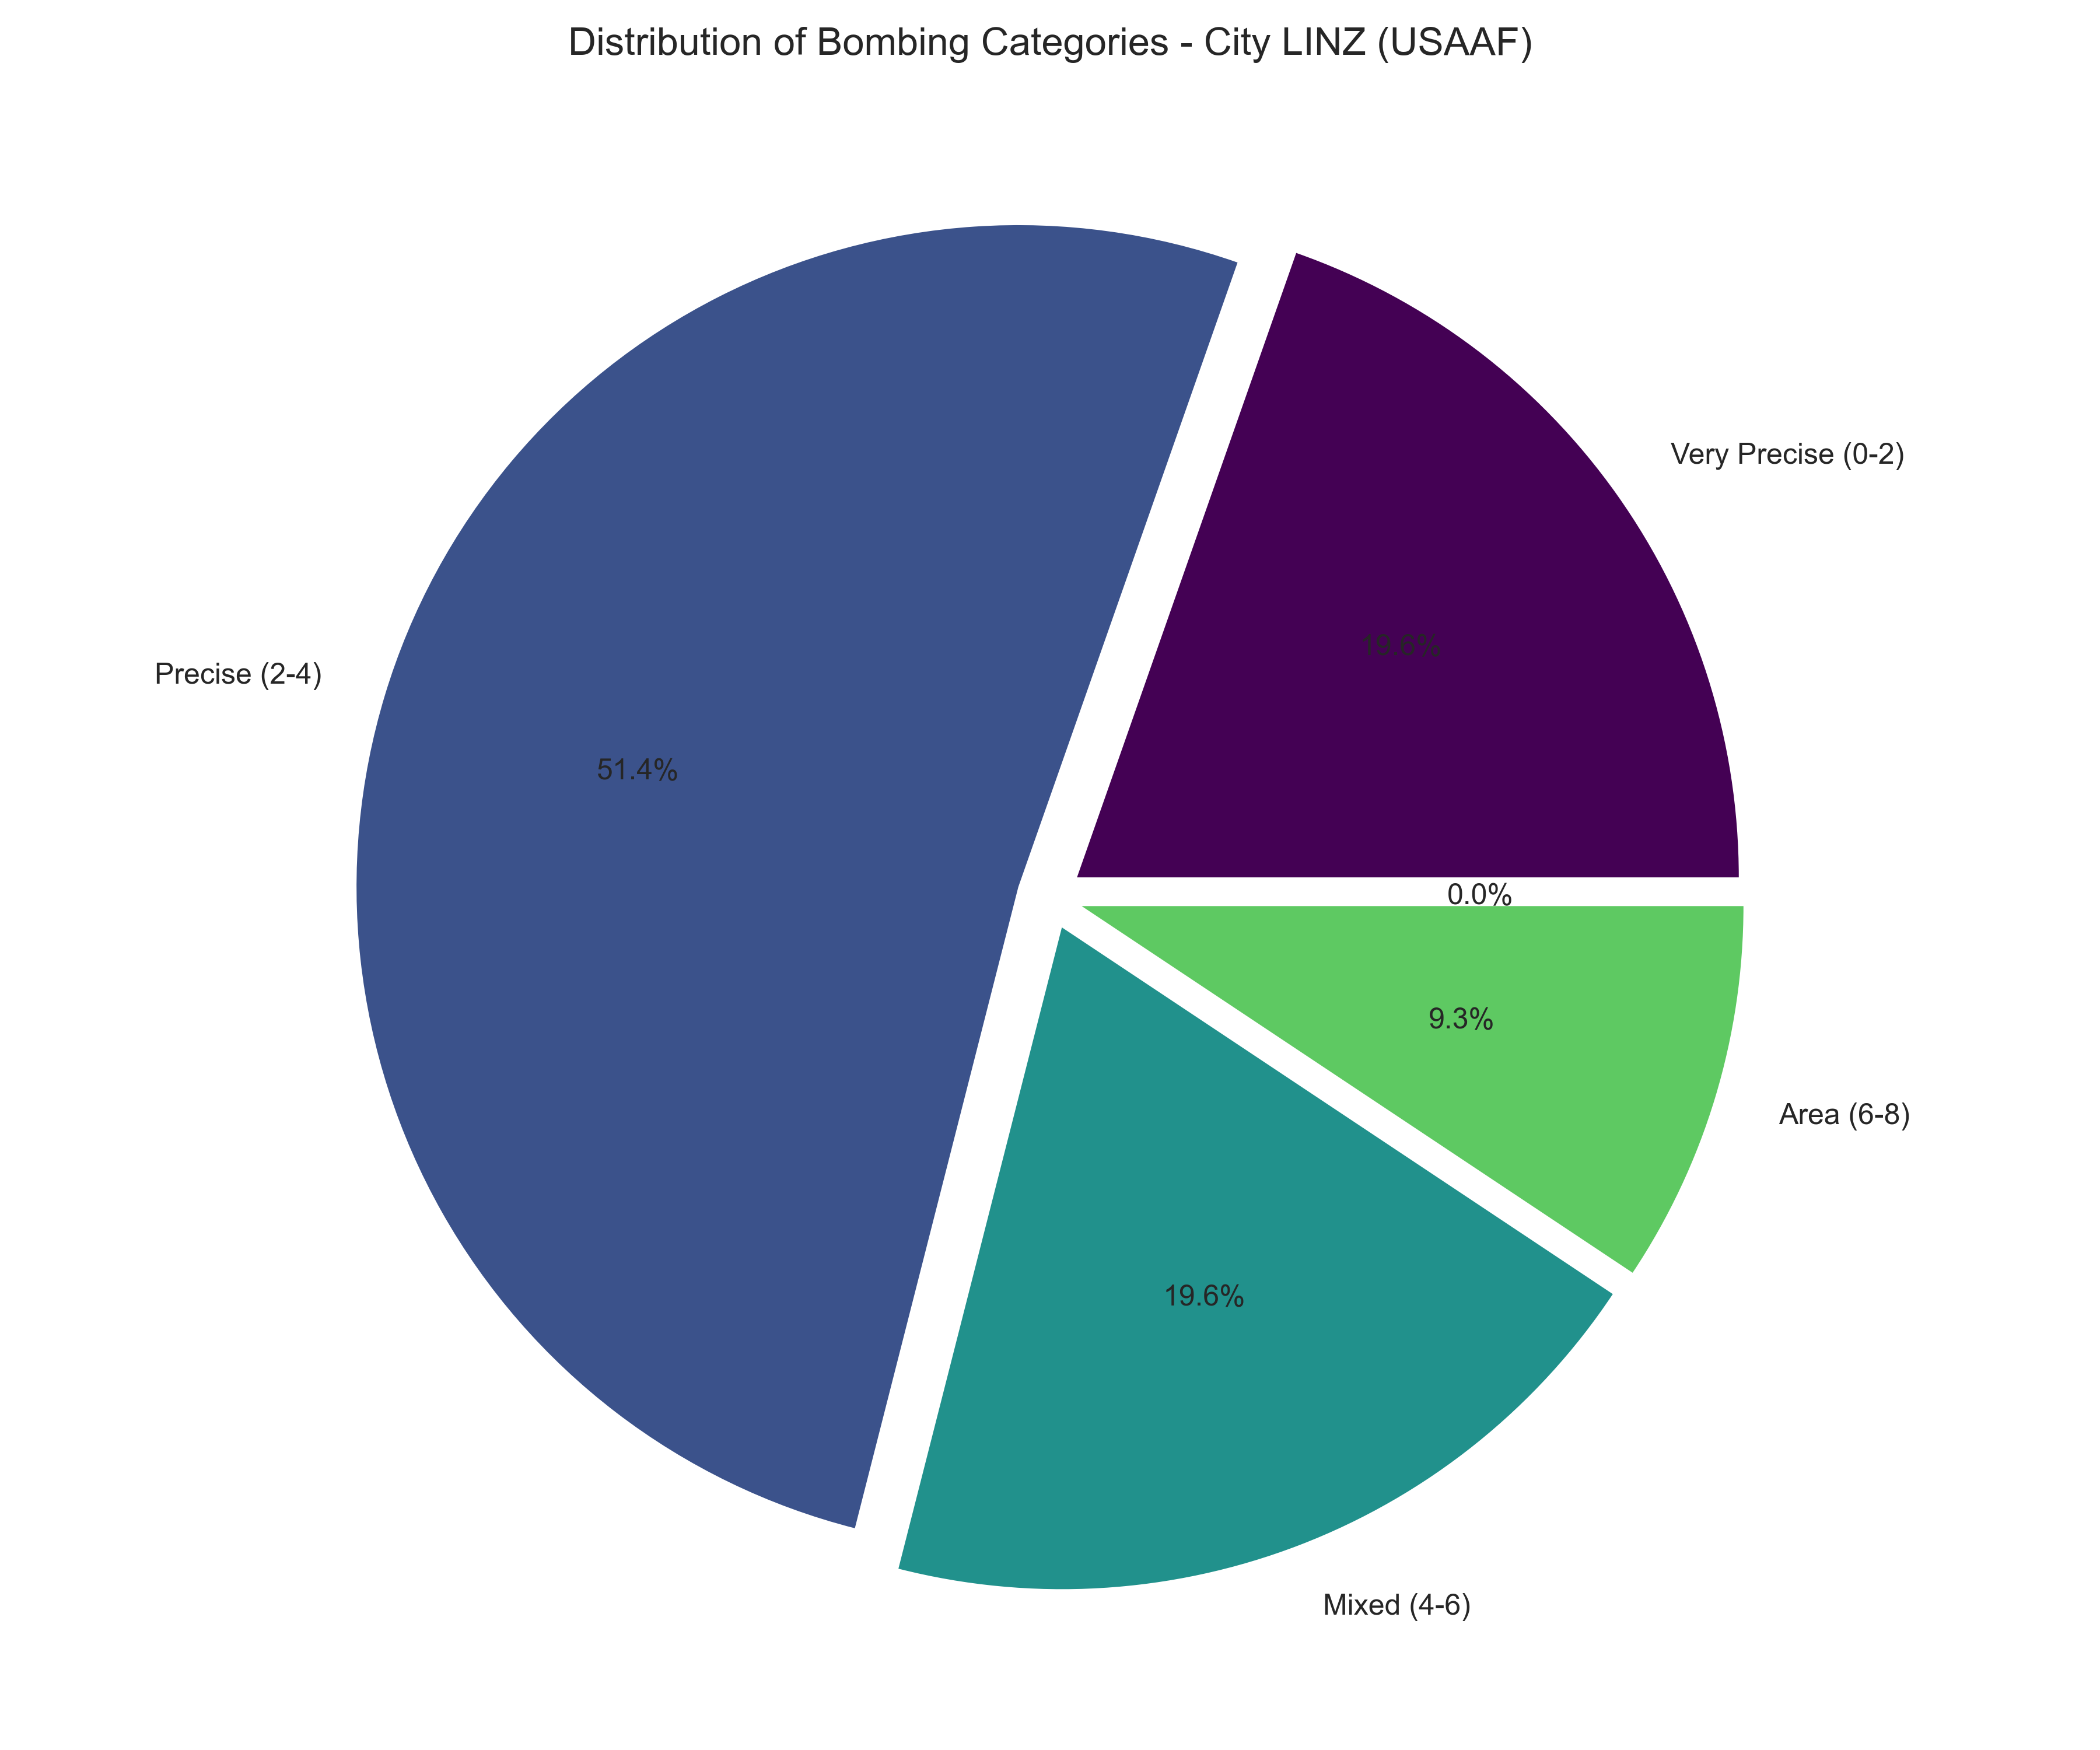 Distribution of Bombing Categories - City LINZ (USAAF)
Very Precise (0-2)
19.6%
Precise (2-4)
51.4%
0.0%
9.3%
Area (6-8)
19.6%
Mixed (4-6)